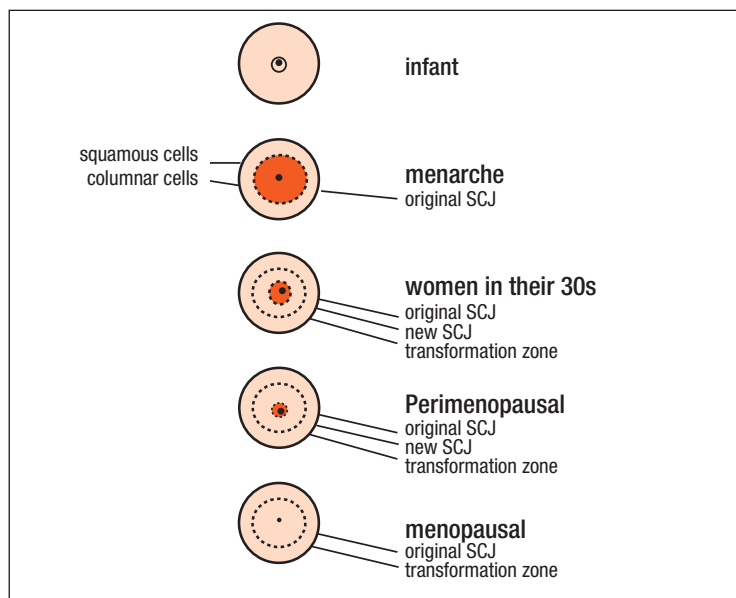 infant
squamous cells
columnar cells
menarche
original SCJ
women in their 30s
original SCJ
new SCJ
transformation zone
Perimenopausal
original SCJ
new SCJ
transformation zone
menopausal
original SCJ
transformation zone